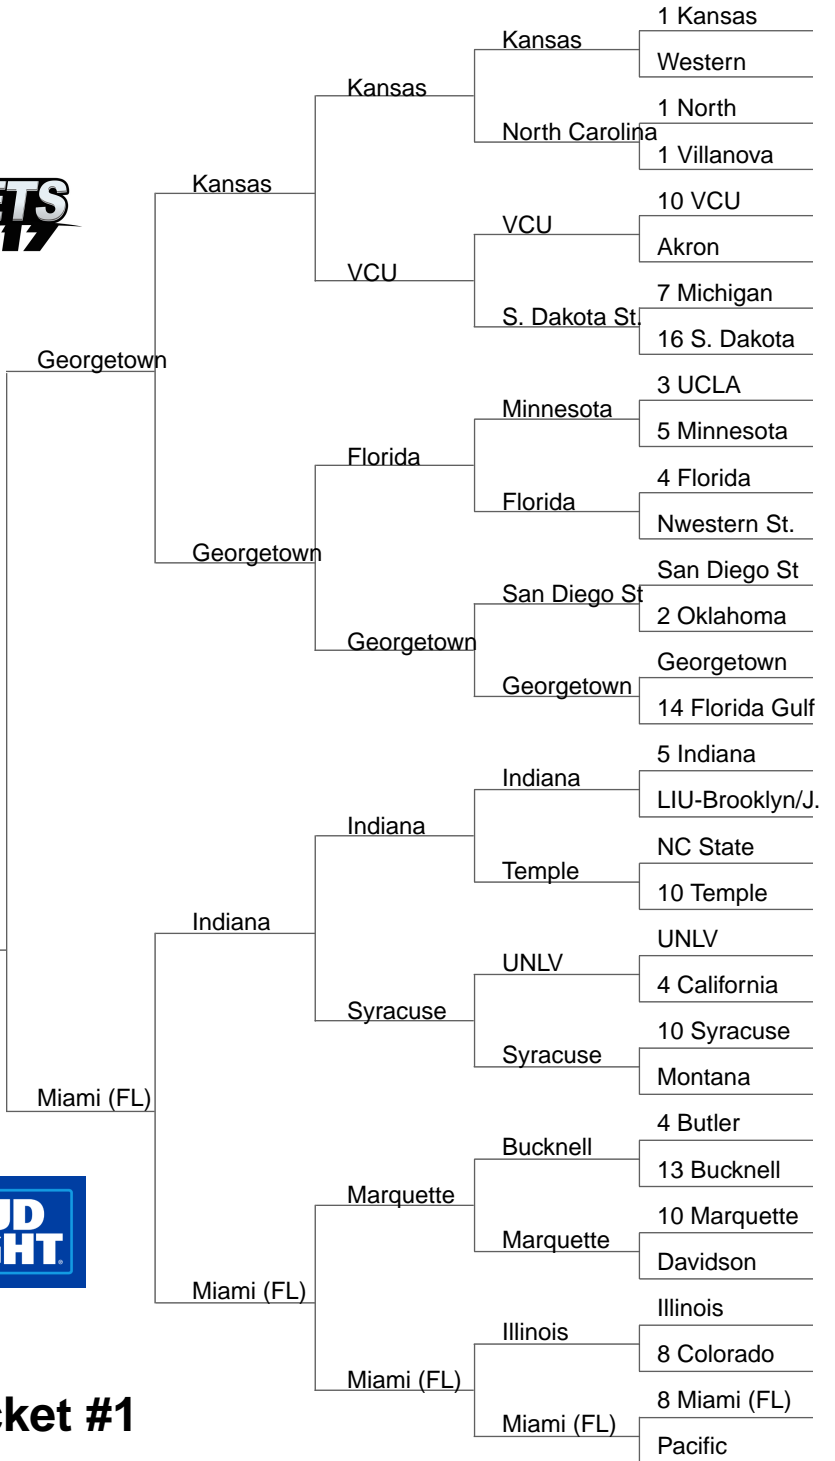 1 Kansas
Kansas
Western
Kansas
1 North
North Carolina
1 Villanova
Kansas
10 VCU
VCU
Akron
VCU
7 Michigan
S. Dakota St.
16 S. Dakota
Georgetown
3 UCLA
Minnesota
5 Minnesota
Florida
4 Florida
Florida
Nwestern St.
Georgetown
San Diego St
San Diego St
2 Oklahoma
Georgetown
Georgetown
Georgetown
14 Florida Gulf
5 Indiana
Indiana
LIU-Brooklyn/J.
Indiana
NC State
Temple
10 Temple
Indiana
UNLV
UNLV
4 California
Syracuse
10 Syracuse
Syracuse
Montana
Miami (FL)
4 Butler
Bucknell
13 Bucknell
Marquette
10 Marquette
Marquette
Davidson
Miami (FL)
Illinois
Illinois
8 Colorado
Miami (FL)
8 Miami (FL)
Miami (FL)
Pacific
ETS
17
UD
GHT
cket #1